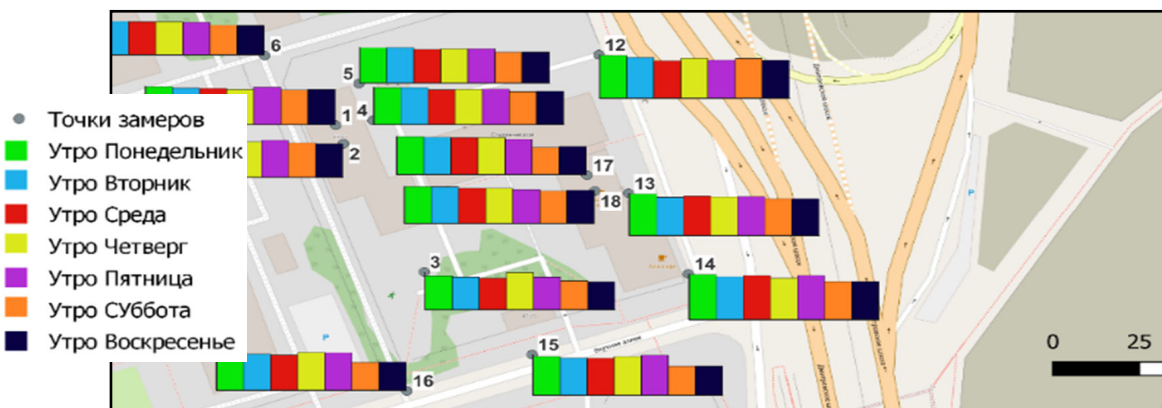 6
12
5
1
4
2
17
18
13
3
14
15
16
P
P
Точки замеров
Утро Понедельник
Утро Вторник
Утро Среда
Утро Четверг
Утро Пятница
Утро СУббота
Утро Воскресенье
0 25